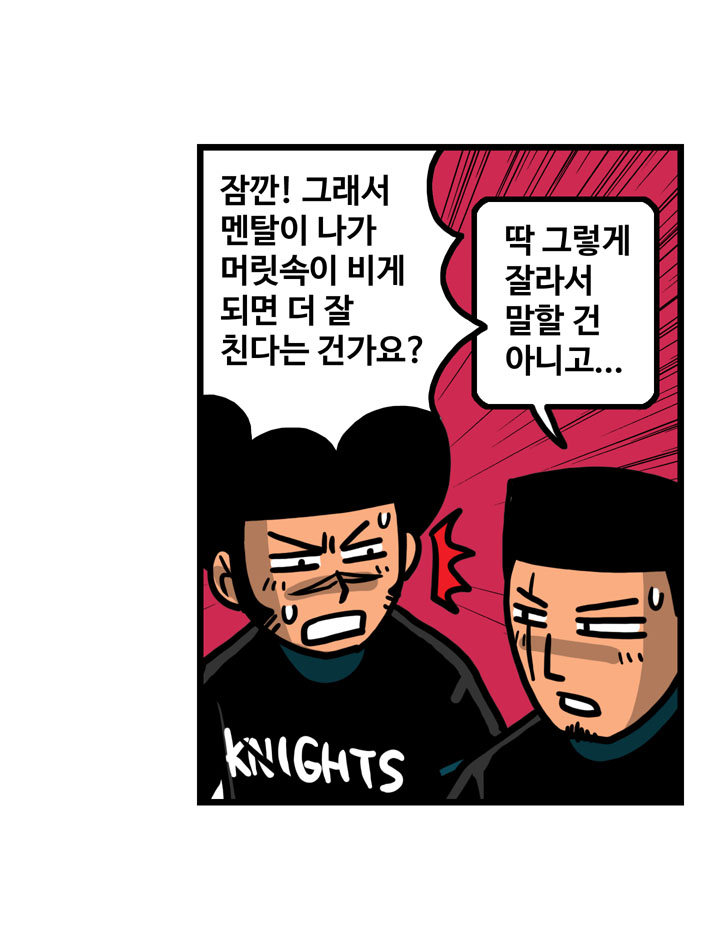 잠깐! 그래서
멘탈이 나가
머릿속이 비게
되면 더 잘
친다는 건가요?
딱 그렇게
잘라서
말할 건
아니고...
KNIGHTS